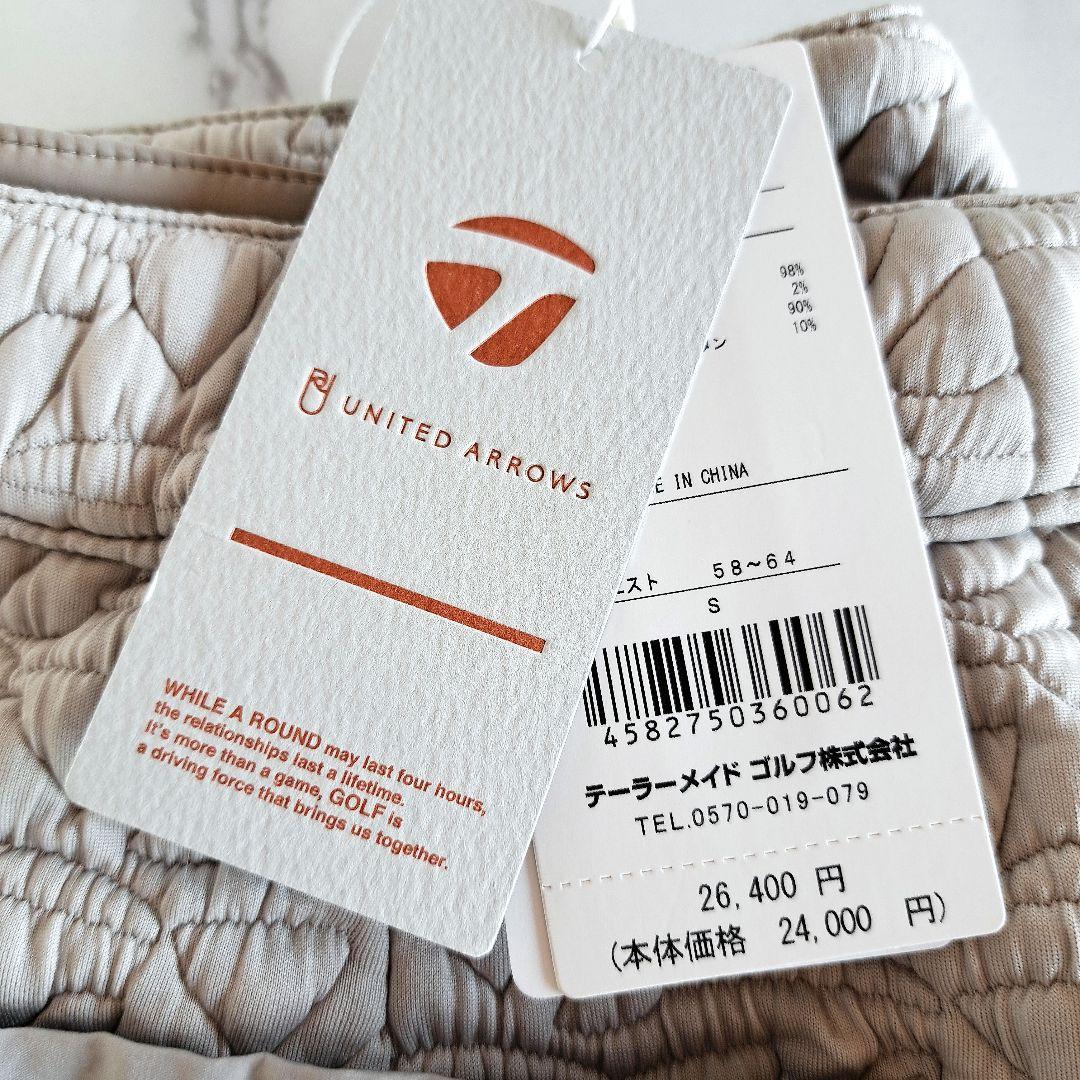 UNITED ARROWS
WHILE A ROUND may last four hours,
the relationships last a lifetime.
It's more than a game, GOLF is
a driving force that brings us together.
98%
2%
90%
10%
IN CHINA
58～64
S
4582750360062
テーラーメイド ゴルフ株式会社
TEL.0570-019-079
26,400 円
(本体価格 24,000 円)